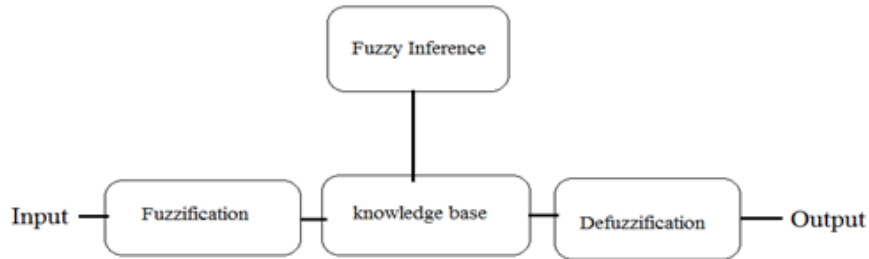 Fuzzy Inference
Input
Fuzzification
knowledge base
Defuzzification
Output